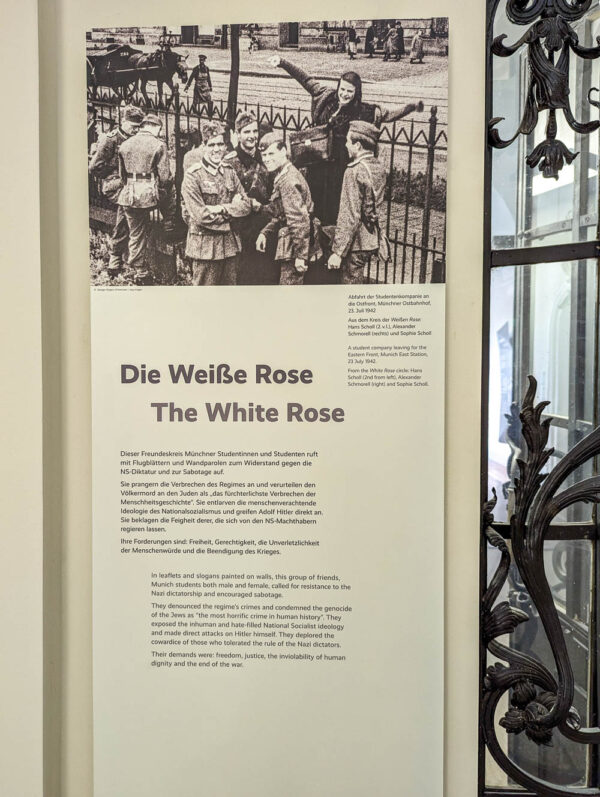 Abfahrt der Studentenkompanie an
die Ostfront, Münchner Ostbahnhof,
23. Juli 1942
Aus dem Kreis der Weißen Rose:
Hans Scholl (2. v. l.), Alexander
Schmorell (rechts) und Sophie Scholl
A student company leaving for the
Eastern Front, Munich East Station,
23 July 1942.
From the White Rose circle: Hans
Scholl (2nd from left), Alexander
Schmorell (right) and Sophie Scholl.
Die Weiße Rose
The White Rose
Dieser Freundeskreis Münchner Studentinnen und Studenten ruft
mit Flugblättern und Wandparolen zum Widerstand gegen die
NS-Diktatur und zur Sabotage auf.
Sie prangern die Verbrechen des Regimes an und verurteilen den
Völkermord an den Juden als „das fürchterlichste Verbrechen der
Menschheitsgeschichte“. Sie entlarven die menschenverachtende
Ideologie des Nationalsozialismus und greifen Adolf Hitler direkt an.
Sie beklagen die Feigheit derer, die sich von den NS-Machthabern
regieren lassen.
Ihre Forderungen sind: Freiheit, Gerechtigkeit, die Unverletzlichkeit
der Menschenwürde und die Beendigung des Krieges.
In leaflets and slogans painted on walls, this group of friends,
Munich students both male and female, called for resistance to the
Nazi dictatorship and encouraged sabotage.
They denounced the regime's crimes and condemned the genocide
of the Jews as "the most horrific crime in human history". They
exposed the inhuman and hate-filled National Socialist ideology
and made direct attacks on Hitler himself. They deplored the
cowardice of those who tolerated the rule of the Nazi dictators.
Their demands were: freedom, justice, the inviolability of human
dignity and the end of the war.